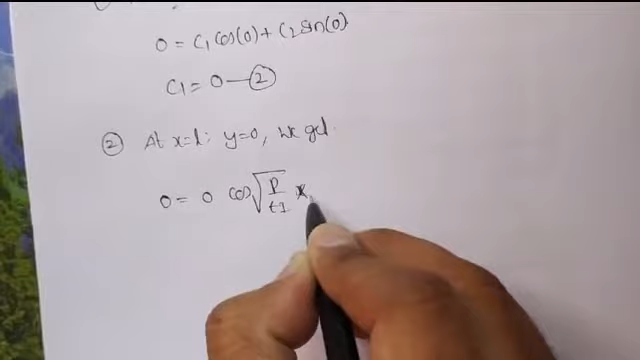 0 = C₁ Cos(0) + C₂ Sin(0)
C₁ = 0 — ②
② At x=l; y=0, we get
0 = 0 Cos √(P/EI) x